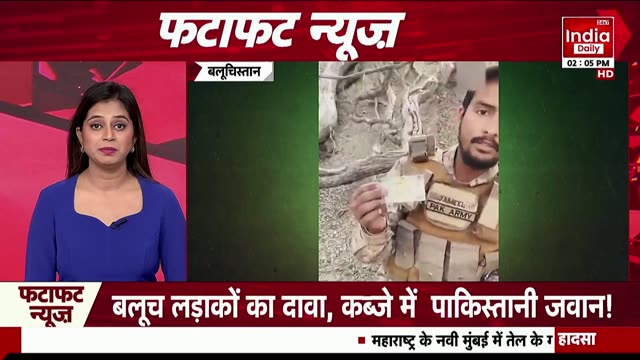 फटाफट न्यूज़
24x7
India
Daily
02:05 PM
HD
बलूचिस्तान
JAMEEL
PAK ARMY
फटाफट
न्यूज़
बलूच लड़ाकों का दावा, कब्जे में पाकिस्तानी जवान!
महाराष्ट्र के नवी मुंबई में तेल के ग
हादसा